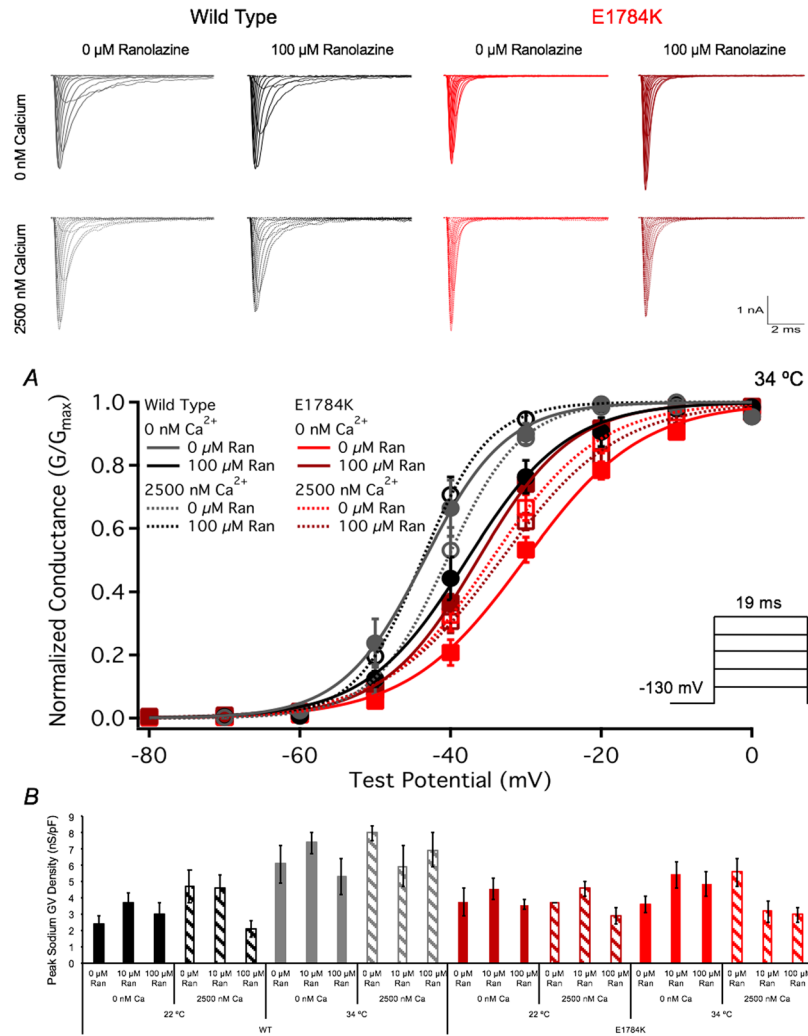 Wild Type E1784K
0 µM Ranolazine 100 µM Ranolazine 0 µM Ranolazine 100 µM Ranolazine
0 nM Calcium
2500 nM Calcium
1 nA
2 ms
A
34 ºC
Normalized Conductance (G/Gmax)
1.0
0.8
0.6
0.4
0.2
0.0
Wild Type E1784K
0 nM Ca2+ 0 nM Ca2+
0 µM Ran 0 µM Ran
100 µM Ran 100 µM Ran
2500 nM Ca2+ 2500 nM Ca2+
0 µM Ran 0 µM Ran
100 µM Ran 100 µM Ran
19 ms
-130 mV
-80 -60 -40 -20 0
Test Potential (mV)
B
Peak Sodium GV Density (nS/pF)
9
8
7
6
5
4
3
2
1
0
0 µM 10 µM 100 µM 0 µM 10 µM 100 µM 0 µM 10 µM 100 µM 0 µM 10 µM 100 µM 0 µM 10 µM 100 µM 0 µM 10 µM 100 µM 0 µM 10 µM 100 µM 0 µM 10 µM 100 µM
Ran Ran Ran Ran Ran Ran Ran Ran Ran Ran Ran Ran Ran Ran Ran Ran Ran Ran Ran Ran Ran Ran Ran Ran
0 nM Ca 2500 nM Ca 0 nM Ca 2500 nM Ca 0 nM Ca 2500 nM Ca 0 nM Ca 2500 nM Ca
22 ºC 34 ºC 22 ºC 34 ºC
WT E1784K